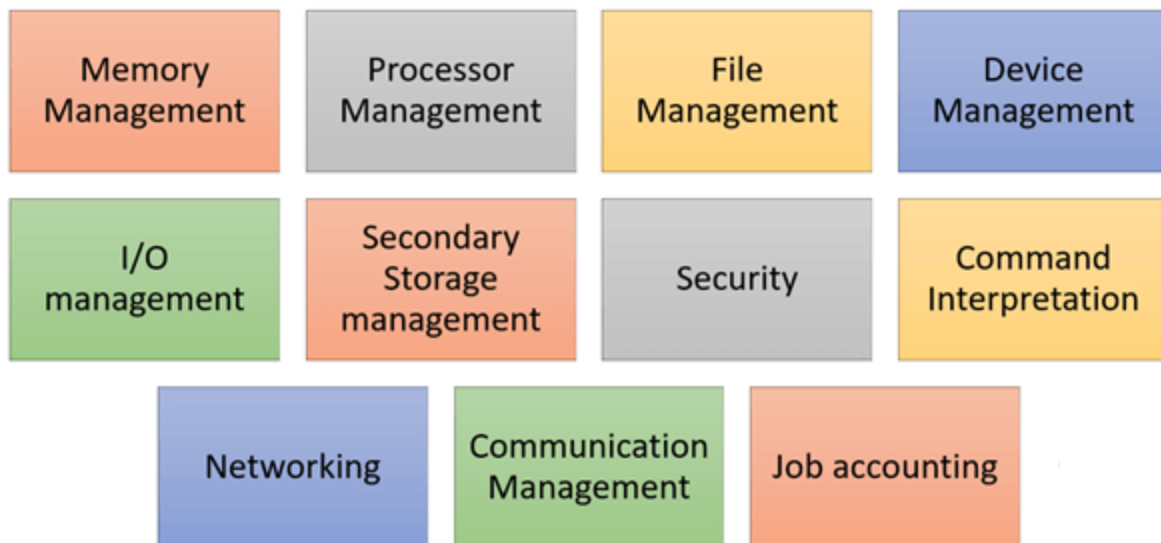 Memory
Management
Processor
Management
File
Management
Device
Management
I/O
management
Secondary
Storage
management
Security
Command
Interpretation
Networking
Communication
Management
Job accounting